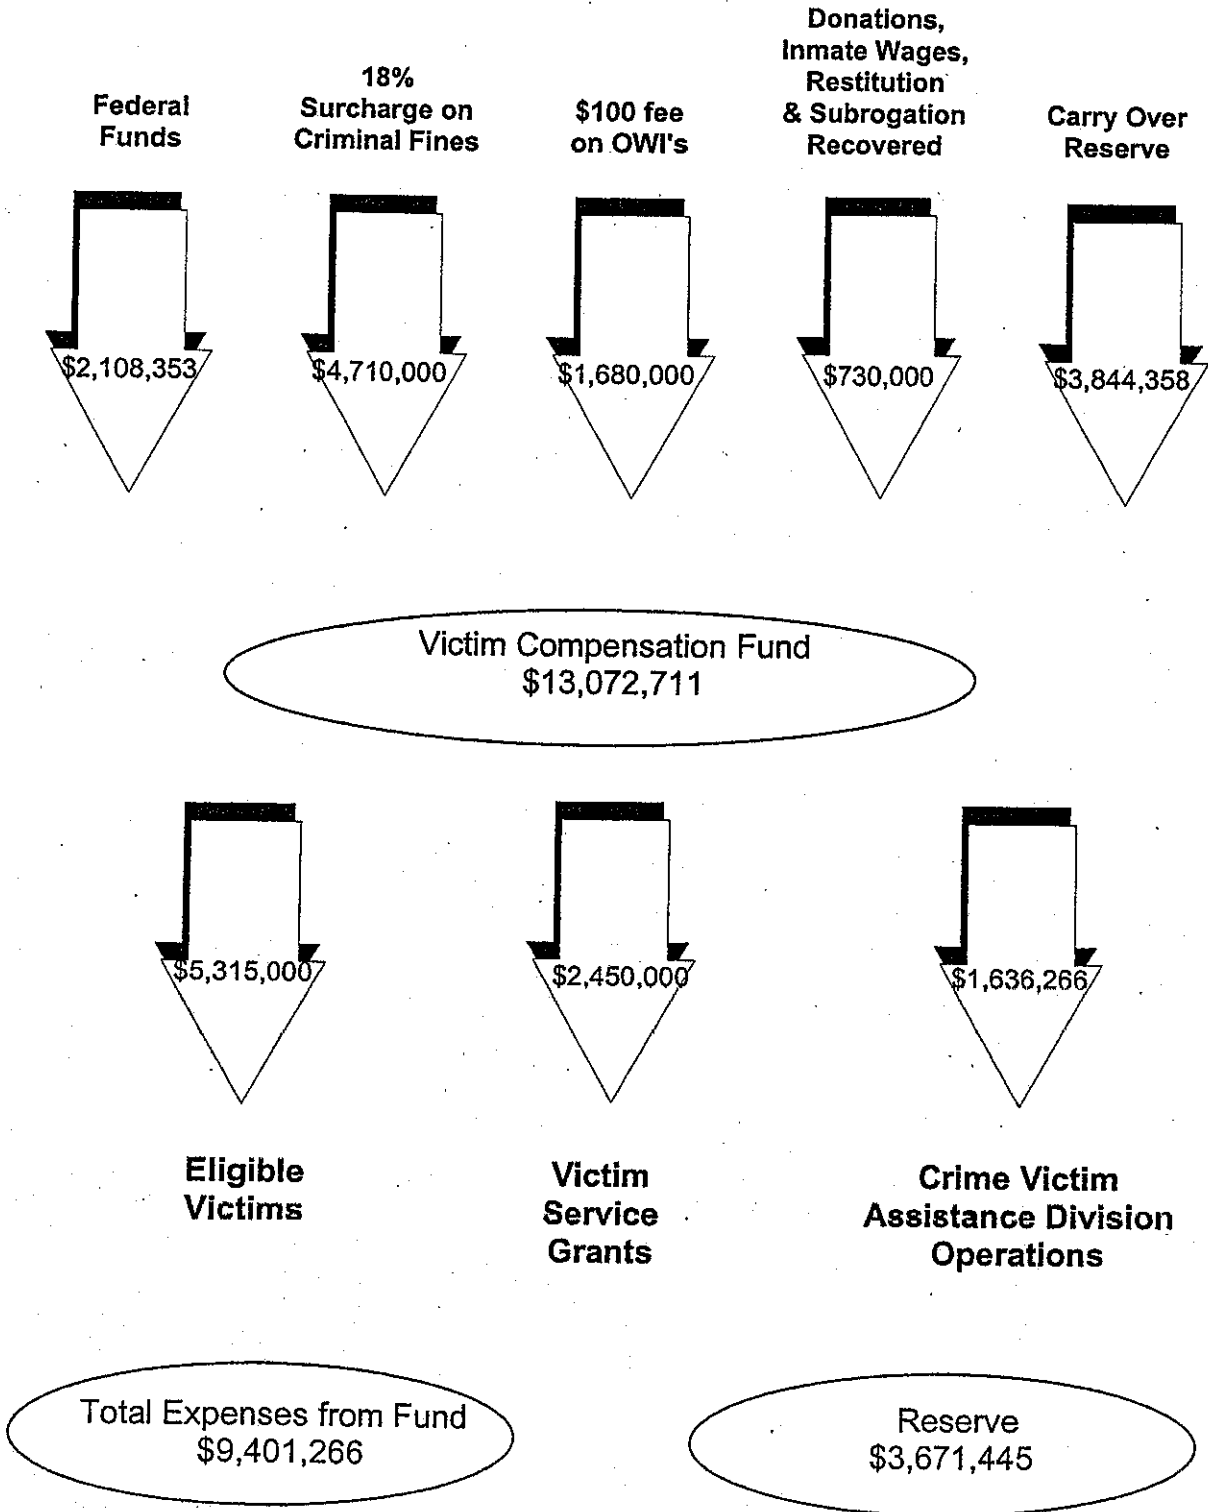 Federal
Funds
18%
Surcharge on
Criminal Fines
$100 fee
on OWI's
Donations,
Inmate Wages,
Restitution
& Subrogation
Recovered
Carry Over
Reserve
$2,108,353
$4,710,000
$1,680,000
$730,000
$3,844,358
Victim Compensation Fund
$13,072,711
$5,315,000
$2,450,000
$1,636,266
Eligible
Victims
Victim
Service
Grants
Crime Victim
Assistance Division
Operations
Total Expenses from Fund
$9,401,266
Reserve
$3,671,445